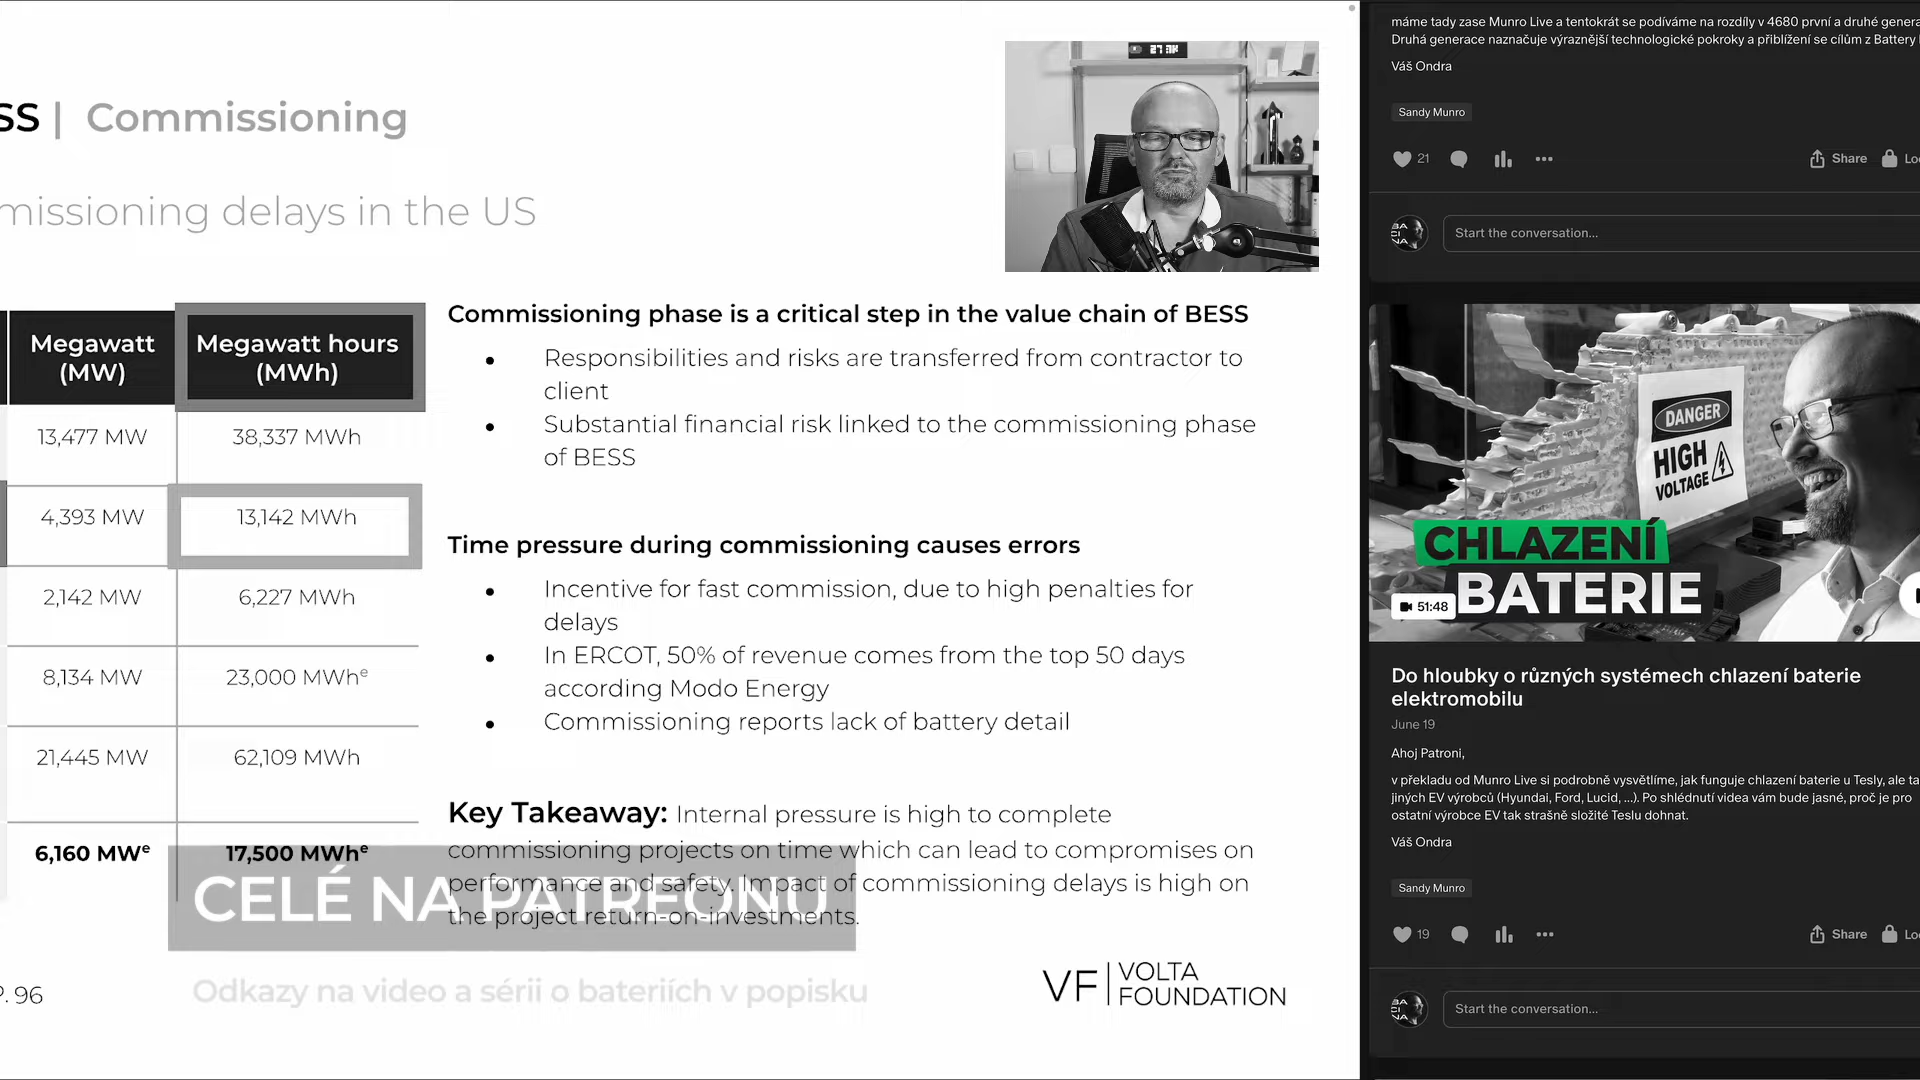 SS | Commissioning
missioning delays in the US
Megawatt
(MW)
Megawatt hours
(MWh)
13,477 MW
38,337 MWh
4,393 MW
13,142 MWh
2,142 MW
6,227 MWh
8,134 MW
23,000 MWhᵉ
21,445 MW
62,109 MWh
6,160 MWᵉ
17,500 MWhᵉ
Commissioning phase is a critical step in the value chain of BESS
• Responsibilities and risks are transferred from contractor to
client
• Substantial financial risk linked to the commissioning phase
of BESS
Time pressure during commissioning causes errors
• Incentive for fast commission, due to high penalties for
delays
• In ERCOT, 50% of revenue comes from the top 50 days
according Modo Energy
• Commissioning reports lack of battery detail
Key Takeaway: Internal pressure is high to complete
commissioning projects on time which can lead to compromises on
performance and safety. Impact of commissioning delays is high on
the project return-on-investments.
CELÉ NA PATREONU
Odkazy na video a sérii o bateriích v popisku
P. 96
VF
VOLTA
FOUNDATION
máme tady zase Munro Live a tentokrát se podíváme na rozdíly v 4680 první a druhé genera
Druhá generace naznačuje výraznější technologické pokroky a přiblížení se cílům z Battery
Váš Ondra
Sandy Munro
21
Share
Lo
Start the conversation...
DANGER
HIGH
VOLTAGE
CHLAZENÍ
BATERIE
51:48
Do hloubky o různých systémech chlazení baterie
elektromobilu
June 19
Ahoj Patroni,
v překladu od Munro Live si podrobně vysvětlíme, jak funguje chlazení baterie u Tesly, ale ta
jiných EV výrobců (Hyundai, Ford, Lucid, ...). Po shlédnutí videa vám bude jasné, proč je pro
ostatní výrobce EV tak strašně složité Teslu dohnat.
Váš Ondra
Sandy Munro
19
Share
Lo
Start the conversation...